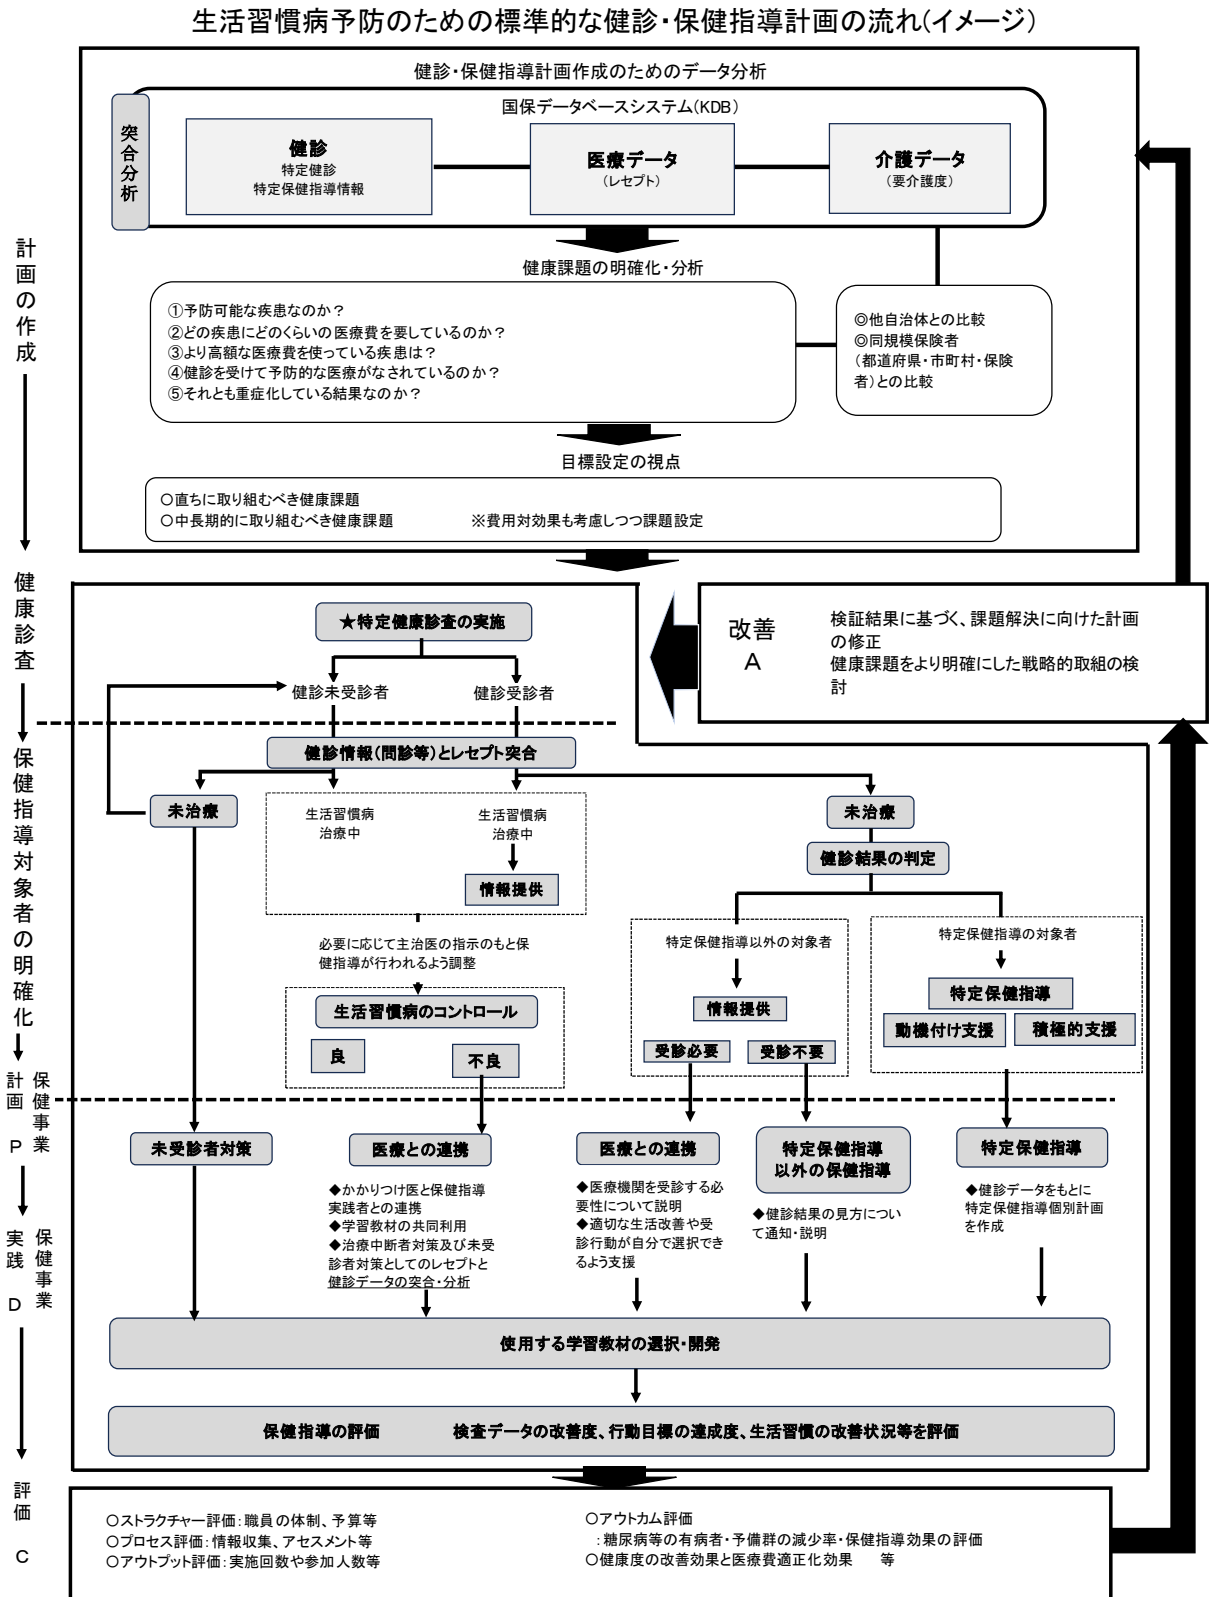 生活習慣病予防のための標準的な健診・保健指導計画の流れ(イメージ)
健診・保健指導計画作成のためのデータ分析
国保データベースシステム(KDB)
突合分析
健診
特定健診
特定保健指導情報
医療データ
(レセプト)
介護データ
(要介護度)
計画の作成
健康課題の明確化・分析
①予防可能な疾患なのか？
②どの疾患にどのくらいの医療費を要しているのか？
③より高額な医療費を使っている疾患は？
④健診を受けて予防的な医療がなされているのか？
⑤それとも重症化している結果なのか？
◎他自治体との比較
◎同規模保険者
(都道府県・市町村・保険
者)との比較
目標設定の視点
○直ちに取り組むべき健康課題
○中長期的に取り組むべき健康課題 ※費用対効果も考慮しつつ課題設定
健康診査
★特定健康診査の実施
健診未受診者
健診受診者
改善
A
検証結果に基づく、課題解決に向けた計画
の修正
健康課題をより明確にした戦略的取組の検
討
保健指導対象者の明確化
健診情報(問診等)とレセプト突合
未治療
生活習慣病
治療中
生活習慣病
治療中
情報提供
未治療
健診結果の判定
必要に応じて主治医の指示のもと保
健指導が行われるよう調整
生活習慣病のコントロール
良
不良
特定保健指導以外の対象者
情報提供
受診必要
受診不要
特定保健指導の対象者
特定保健指導
動機付け支援
積極的支援
保健事業
計画 P
未受診者対策
医療との連携
◆かかりつけ医と保健指導
実践者との連携
◆学習教材の共同利用
◆治療中断者対策及び未受
診者対策としてのレセプトと
健診データの突合・分析
医療との連携
◆医療機関を受診する必
要性について説明
◆適切な生活改善や受
診行動が自分で選択でき
るよう支援
特定保健指導
以外の保健指導
◆健診結果の見方につい
て通知・説明
特定保健指導
◆健診データをもとに
特定保健指導個別計画
を作成
保健事業
実践 D
使用する学習教材の選択・開発
保健指導の評価 検査データの改善度、行動目標の達成度、生活習慣の改善状況等を評価
評価 C
○ストラクチャー評価：職員の体制、予算等
○プロセス評価：情報収集、アセスメント等
○アウトプット評価：実施回数や参加人数等
○アウトカム評価
：糖尿病等の有病者・予備群の減少率・保健指導効果の評価
○健康度の改善効果と医療費適正化効果 等